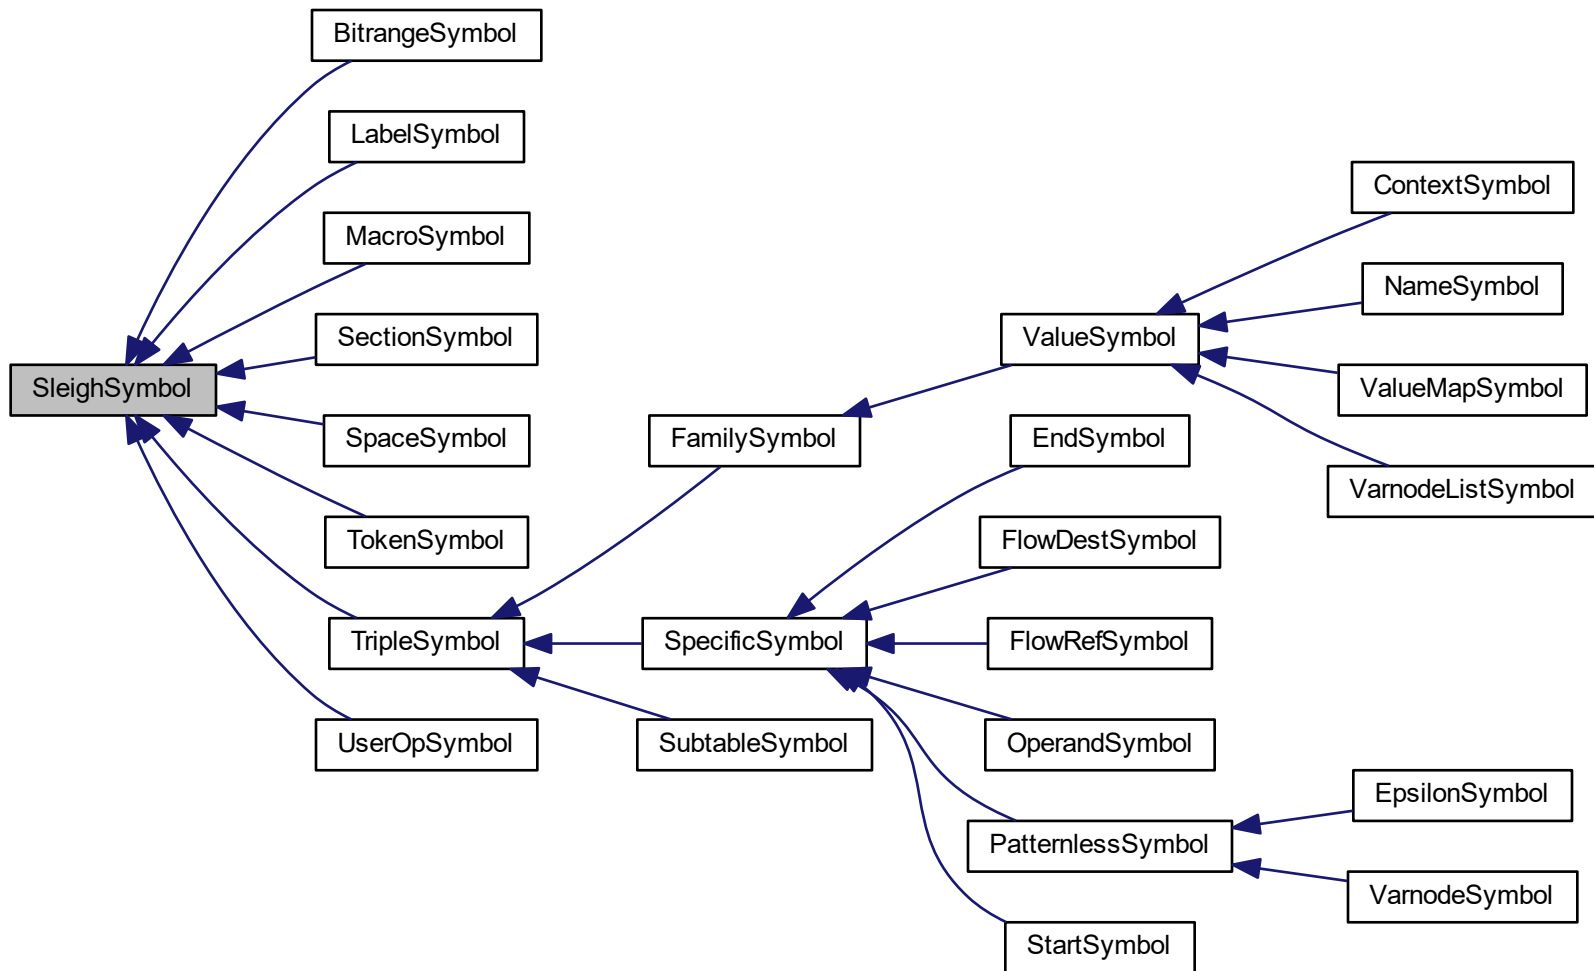 BitrangeSymbol
LabelSymbol
MacroSymbol
SectionSymbol
SleighSymbol
SpaceSymbol
TokenSymbol
TripleSymbol
UserOpSymbol
FamilySymbol
SpecificSymbol
SubtableSymbol
ValueSymbol
EndSymbol
FlowDestSymbol
FlowRefSymbol
OperandSymbol
PatternlessSymbol
StartSymbol
ContextSymbol
NameSymbol
ValueMapSymbol
VarnodeListSymbol
EpsilonSymbol
VarnodeSymbol